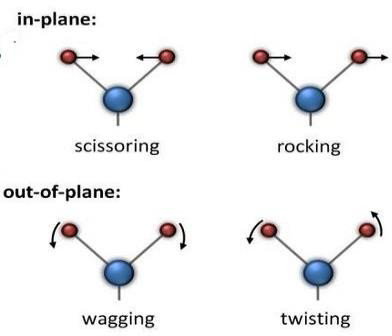 in-plane:
scissoring rocking
out-of-plane:
wagging twisting